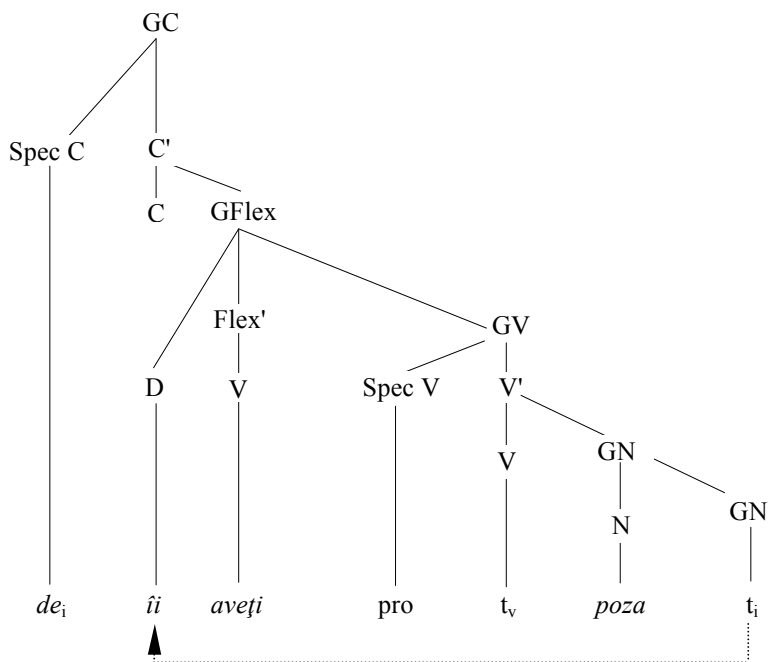 GC
Spec C C'
C GFlex
Flex' GV
D V Spec V V'
V GN
N GN
deᵢ îi aveţi pro tᵥ poza tᵢ